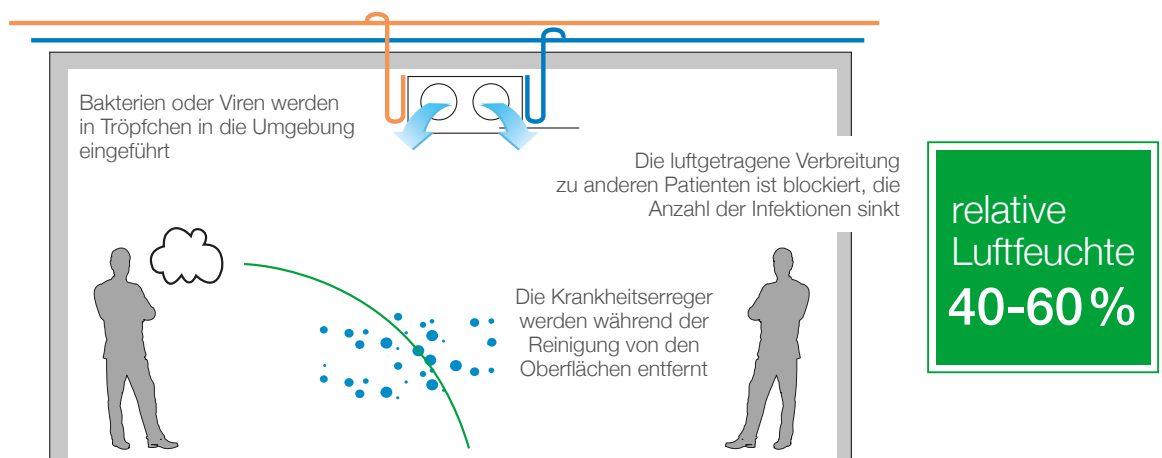 Bakterien oder Viren werden
in Tröpfchen in die Umgebung
eingeführt
Die luftgetragene Verbreitung
zu anderen Patienten ist blockiert, die
Anzahl der Infektionen sinkt
Die Krankheitserreger
werden während der
Reinigung von den
Oberflächen entfernt
relative
Luftfeuchte
40-60%